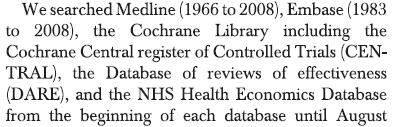 We searched Medline (1966 to 2008), Embase (1983
to 2008), the Cochrane Library including the
Cochrane Central register of Controlled Trials (CEN-
TRAL), the Database of reviews of effectiveness
(DARE), and the NHS Health Economics Database
from the beginning of each database until August